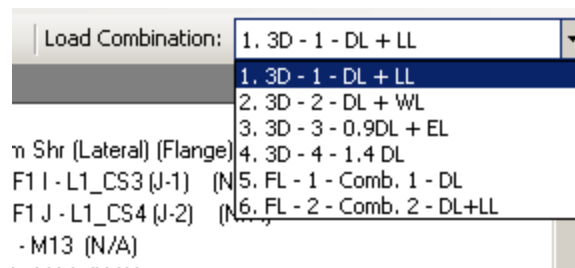 Load Combination: 1. 3D - 1 - DL + LL
1. 3D - 1 - DL + LL
2. 3D - 2 - DL + WL
3. 3D - 3 - 0.9DL + EL
4. 3D - 4 - 1.4 DL
5. FL - 1 - Comb. 1 - DL
6. FL - 2 - Comb. 2 - DL+LL
Shr (Lateral) (Flange)
F1 I - L1_CS3 (J-1)
F1 J - L1_CS4 (J-2)
- M13 (N/A)